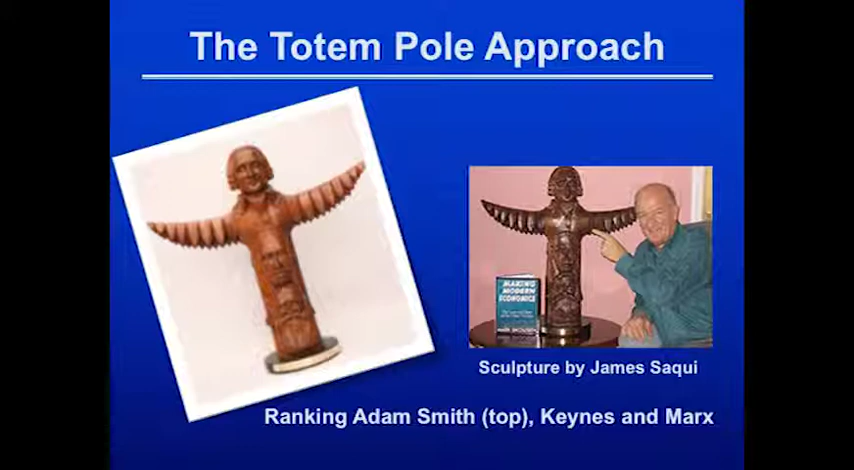 The Totem Pole Approach
MAKING
MODERN
ECONOMICS
Sculpture by James Saqui
Ranking Adam Smith (top), Keynes and Marx